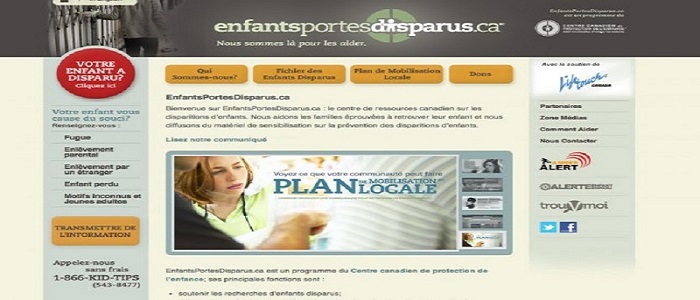 enfantsportesdisparus.ca
Nous sommes là pour les aider.
EnfantsPortesDisparus.ca
est un programme du
CENTRE CANADIEN de
PROTECTION DE L'ENFANCE
VOTRE
ENFANT A
DISPARU?
Cliquez ici
Qui
Sommes-nous?
Fichier des
Enfants Disparus
Plan de Mobilisation
Locale
Dons
Votre enfant vous
cause du souci?
Renseignez-vous :
Fugue
Enlèvement
parental
Enlèvement par
un étranger
Enfant perdu
Motifs Inconnus et
Jeunes adultes
TRANSMETTRE DE
L'INFORMATION
Appelez-nous
sans frais
1-866-KID-TIPS
(543-8477)
EnfantsPortesDisparus.ca
Bienvenue sur EnfantsPortesDisparus.ca : le centre de ressources canadien sur les
disparitions d'enfants. Nous aidons les familles éprouvées à retrouver leur enfant et nous
diffusons du matériel de sensibilisation sur la prévention des disparitions d'enfants.
Lisez notre communiqué
Voyez ce que votre communauté peut faire
PLAN DE MOBILISATION
LOCALE
EnfantsPortesDisparus.ca est un programme du Centre canadien de protection de
l'enfance; ses principales fonctions sont :
• soutenir les recherches d'enfants disparus;
Avec le soutien de
Lifetouch
Partenaires
Zone Médias
Comment Aider
Nous Contacter
AMBER
ALERT
trouvmoi